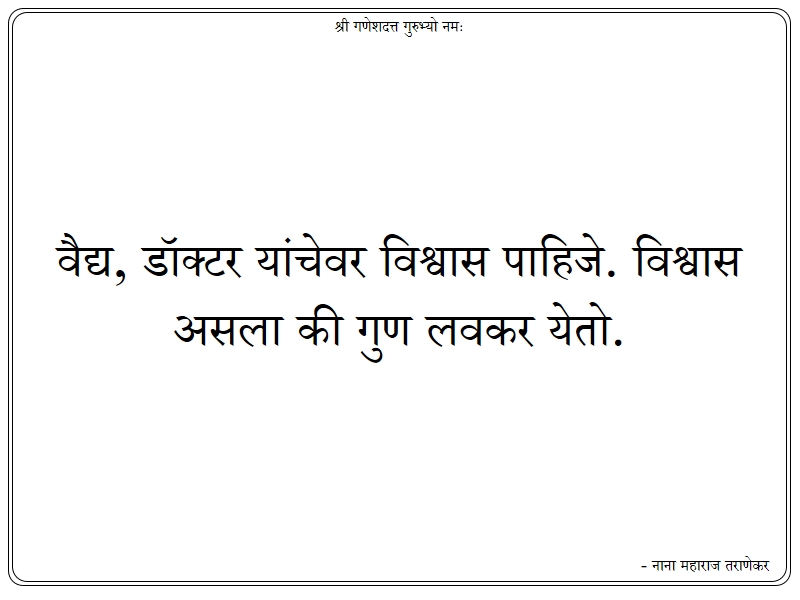 श्री गणेशदत्त गुरुभ्यो नमः
वैद्य, डॉक्टर यांचेवर विश्वास पाहिजे. विश्वास
असला की गुण लवकर येतो.
- नाना महाराज तराणेकर